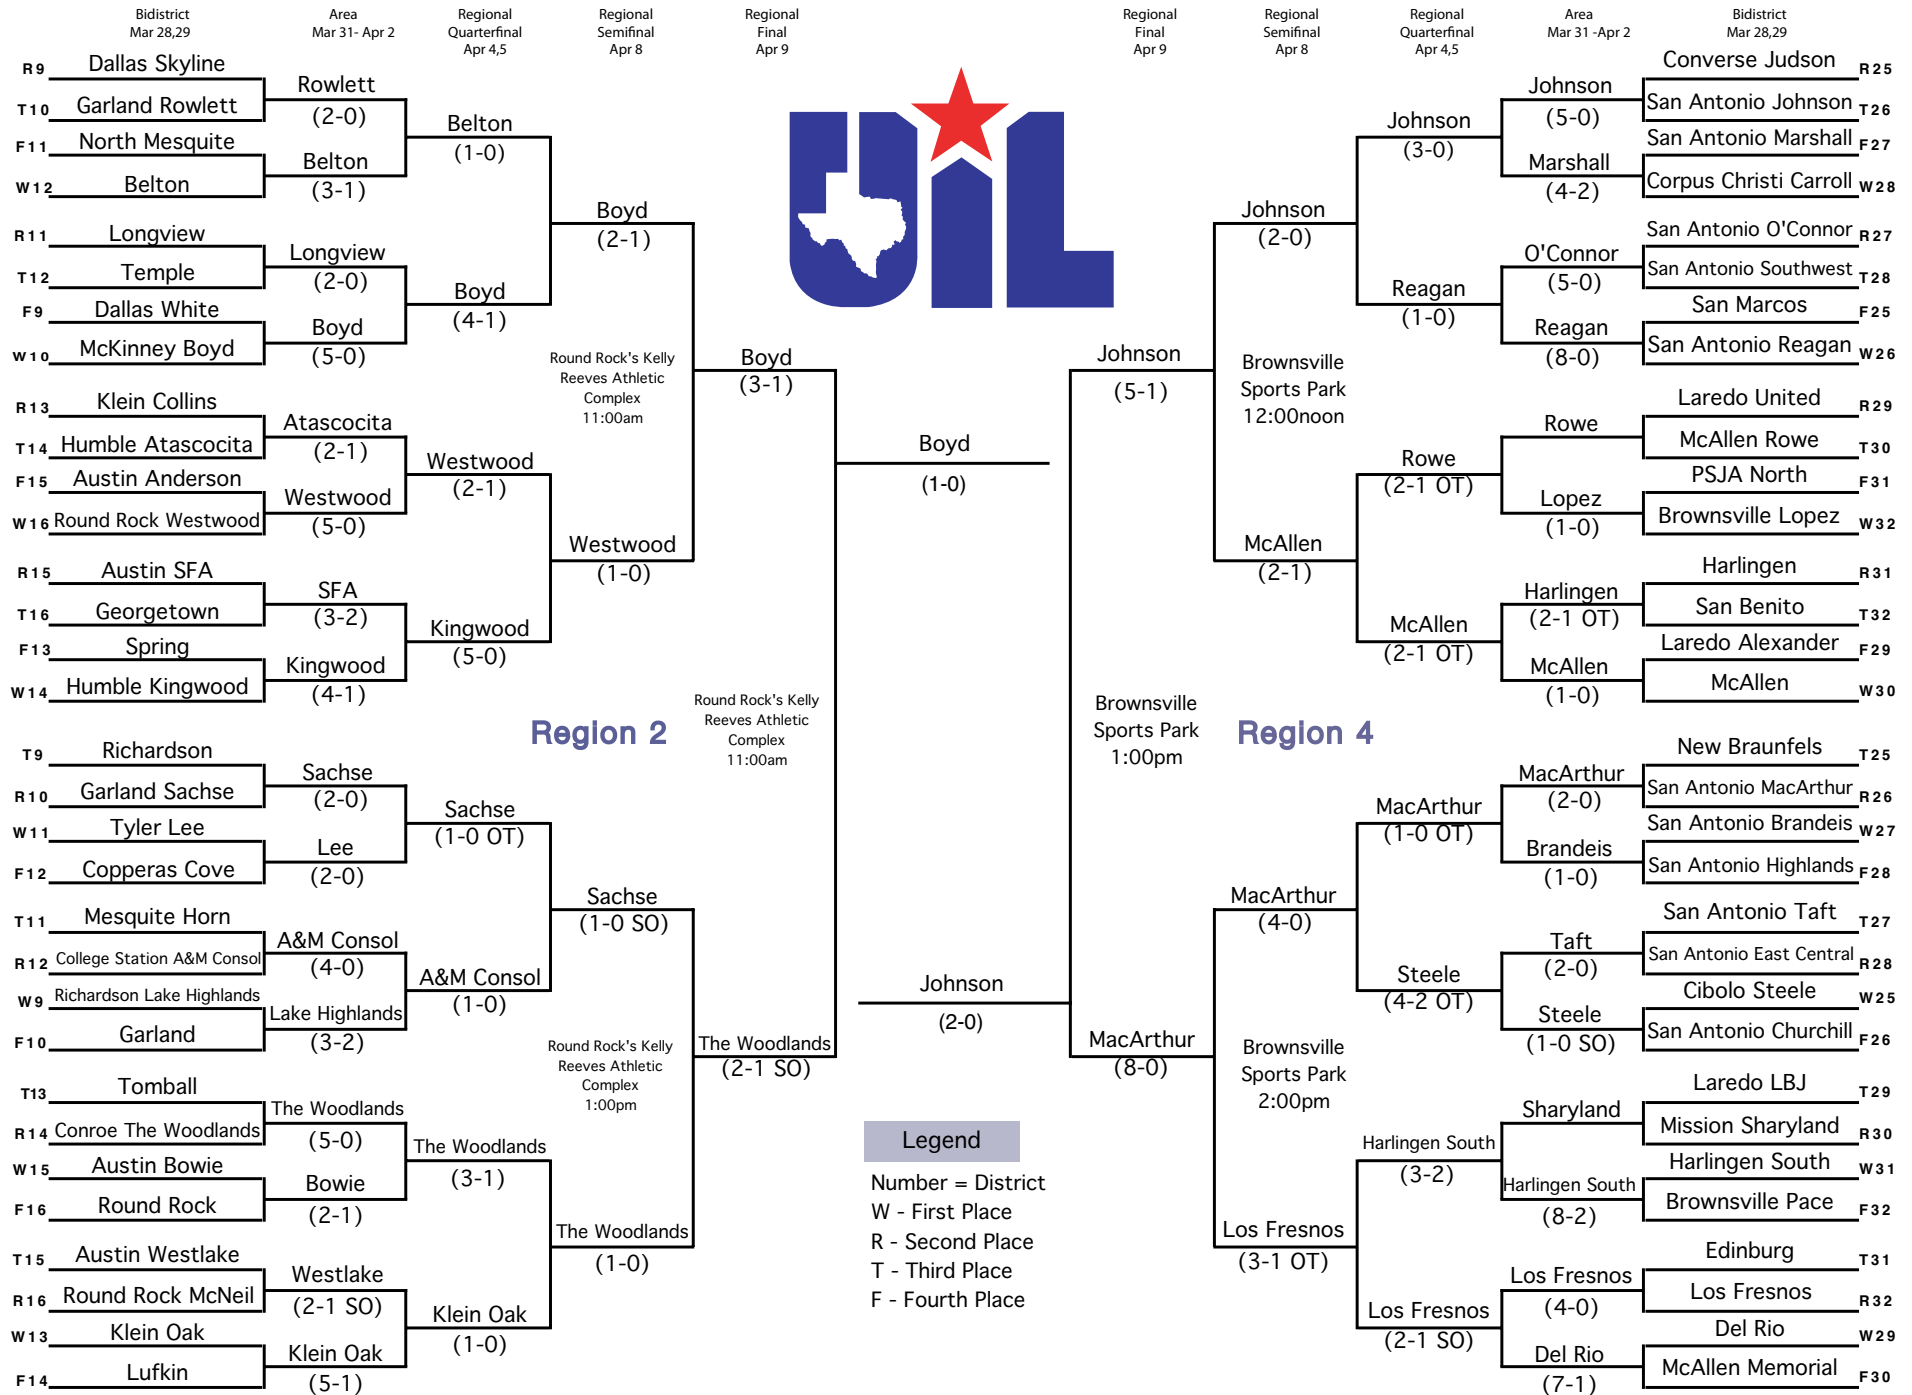 Bidistrict
Mar 28,29
Area
Mar 31- Apr 2
Regional
Quarterfinal
Apr 4,5
Regional
Semifinal
Apr 8
Regional
Final
Apr 9
Regional
Final
Apr 9
Regional
Semifinal
Apr 8
Regional
Quarterfinal
Apr 4,5
Area
Mar 31 -Apr 2
Bidistrict
Mar 28,29
UIL
R9 Dallas Skyline
T10 Garland Rowlett
F11 North Mesquite
W12 Belton
R11 Longview
T12 Temple
F9 Dallas White
W10 McKinney Boyd
R13 Klein Collins
T14 Humble Atascocita
F15 Austin Anderson
W16 Round Rock Westwood
R15 Austin SFA
T16 Georgetown
F13 Spring
W14 Humble Kingwood
T9 Richardson
R10 Garland Sachse
W11 Tyler Lee
F12 Copperas Cove
T11 Mesquite Horn
R12 College Station A&M Consol
W9 Richardson Lake Highlands
F10 Garland
T13 Tomball
R14 Conroe The Woodlands
W15 Austin Bowie
F16 Round Rock
T15 Austin Westlake
R16 Round Rock McNeil
W13 Klein Oak
F14 Lufkin
Rowlett
(2-0)
Belton
(3-1)
Longview
(2-0)
Boyd
(5-0)
Atascocita
(2-1)
Westwood
(5-0)
SFA
(3-2)
Kingwood
(4-1)
Sachse
(2-0)
Lee
(2-0)
A&M Consol
(4-0)
Lake Highlands
(3-2)
The Woodlands
(5-0)
Bowie
(2-1)
Westlake
(2-1 SO)
Klein Oak
(5-1)
Belton
(1-0)
Boyd
(4-1)
Westwood
(2-1)
Kingwood
(5-0)
Sachse
(1-0 OT)
A&M Consol
(1-0)
The Woodlands
(3-1)
Klein Oak
(1-0)
Boyd
(2-1)
Round Rock's Kelly
Reeves Athletic
Complex
11:00am
Westwood
(1-0)
Region 2
Sachse
(1-0 SO)
Round Rock's Kelly
Reeves Athletic
Complex
1:00pm
The Woodlands
(1-0)
Boyd
(3-1)
Round Rock's Kelly
Reeves Athletic
Complex
11:00am
The Woodlands
(2-1 SO)
Boyd
(1-0)
Johnson
(2-0)
Legend
Number = District
W - First Place
R - Second Place
T - Third Place
F - Fourth Place
Johnson
(5-1)
Brownsville
Sports Park
1:00pm
MacArthur
(8-0)
Johnson
(2-0)
Brownsville
Sports Park
12:00noon
McAllen
(2-1)
Region 4
MacArthur
(4-0)
Brownsville
Sports Park
2:00pm
Los Fresnos
(3-1 OT)
Johnson
(3-0)
Reagan
(1-0)
Rowe
(2-1 OT)
McAllen
(2-1 OT)
MacArthur
(1-0 OT)
Steele
(4-2 OT)
Harlingen South
(3-2)
Los Fresnos
(2-1 SO)
Johnson
(5-0)
Marshall
(4-2)
O'Connor
(5-0)
Reagan
(8-0)
Rowe
Lopez
(1-0)
Harlingen
(2-1 OT)
McAllen
(1-0)
MacArthur
(2-0)
Brandeis
(1-0)
Taft
(2-0)
Steele
(1-0 SO)
Sharyland
Harlingen South
(8-2)
Los Fresnos
(4-0)
Del Rio
(7-1)
Converse Judson R25
San Antonio Johnson T26
San Antonio Marshall F27
Corpus Christi Carroll W28
San Antonio O'Connor R27
San Antonio Southwest T28
San Marcos F25
San Antonio Reagan W26
Laredo United R29
McAllen Rowe T30
PSJA North F31
Brownsville Lopez W32
Harlingen R31
San Benito T32
Laredo Alexander F29
McAllen W30
New Braunfels T25
San Antonio MacArthur R26
San Antonio Brandeis W27
San Antonio Highlands F28
San Antonio Taft T27
San Antonio East Central R28
Cibolo Steele W25
San Antonio Churchill F26
Laredo LBJ T29
Mission Sharyland R30
Harlingen South W31
Brownsville Pace F32
Edinburg T31
Los Fresnos R32
Del Rio W29
McAllen Memorial F30